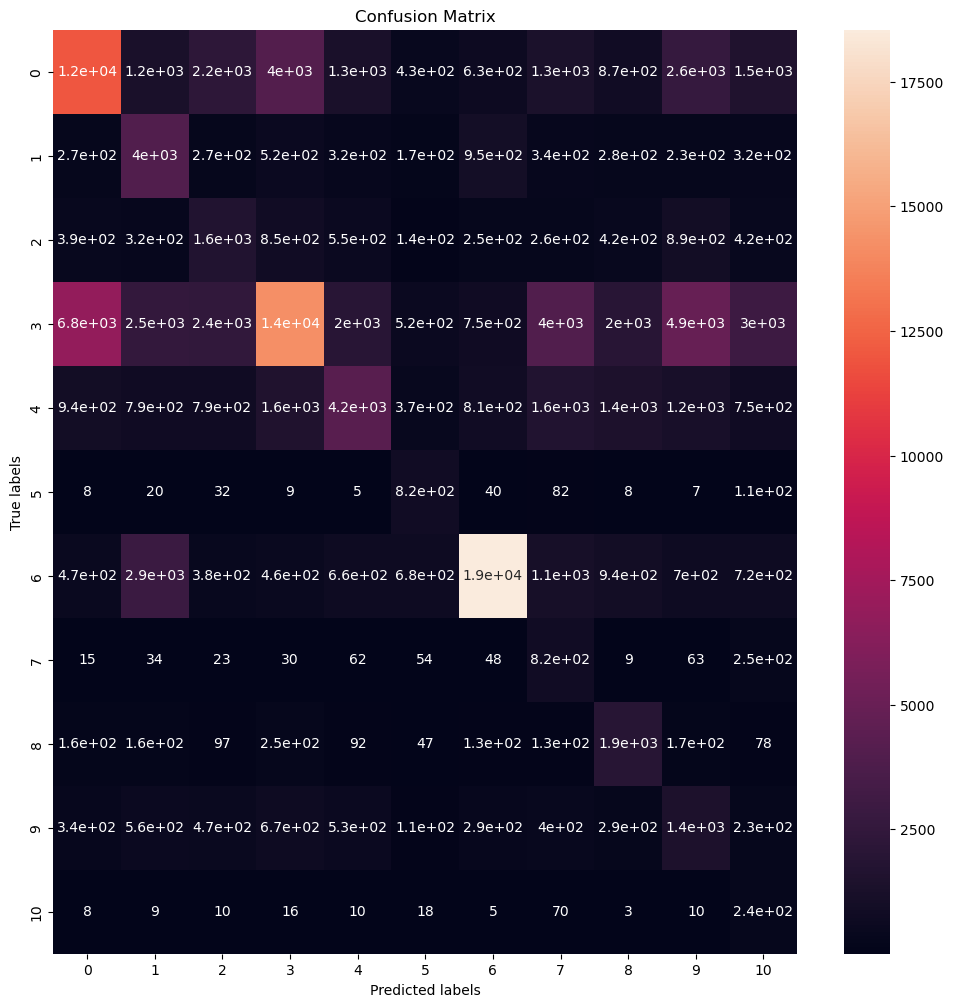 Confusion Matrix
0 1.2e+04 1.2e+03 2.2e+03 4e+03 1.3e+03 4.3e+02 6.3e+02 1.3e+03 8.7e+02 2.6e+03 1.5e+03
1 2.7e+02 4e+03 2.7e+02 5.2e+02 3.2e+02 1.7e+02 9.5e+02 3.4e+02 2.8e+02 2.3e+02 3.2e+02
2 3.9e+02 3.2e+02 1.6e+03 8.5e+02 5.5e+02 1.4e+02 2.5e+02 2.6e+02 4.2e+02 8.9e+02 4.2e+02
3 6.8e+03 2.5e+03 2.4e+03 1.4e+04 2e+03 5.2e+02 7.5e+02 4e+03 2e+03 4.9e+03 3e+03
4 9.4e+02 7.9e+02 7.9e+02 1.6e+03 4.2e+03 3.7e+02 8.1e+02 1.6e+03 1.4e+03 1.2e+03 7.5e+02
5 8 20 32 9 5 8.2e+02 40 82 8 7 1.1e+02
6 4.7e+02 2.9e+03 3.8e+02 4.6e+02 6.6e+02 6.8e+02 1.9e+04 1.1e+03 9.4e+02 7e+02 7.2e+02
7 15 34 23 30 62 54 48 8.2e+02 9 63 2.5e+02
8 1.6e+02 1.6e+02 97 2.5e+02 92 47 1.3e+02 1.3e+02 1.9e+03 1.7e+02 78
9 3.4e+02 5.6e+02 4.7e+02 6.7e+02 5.3e+02 1.1e+02 2.9e+02 4e+02 2.9e+02 1.4e+03 2.3e+02
10 8 9 10 16 10 18 5 70 3 10 2.4e+02
0 1 2 3 4 5 6 7 8 9 10
Predicted labels
True labels
17500
15000
12500
10000
7500
5000
2500